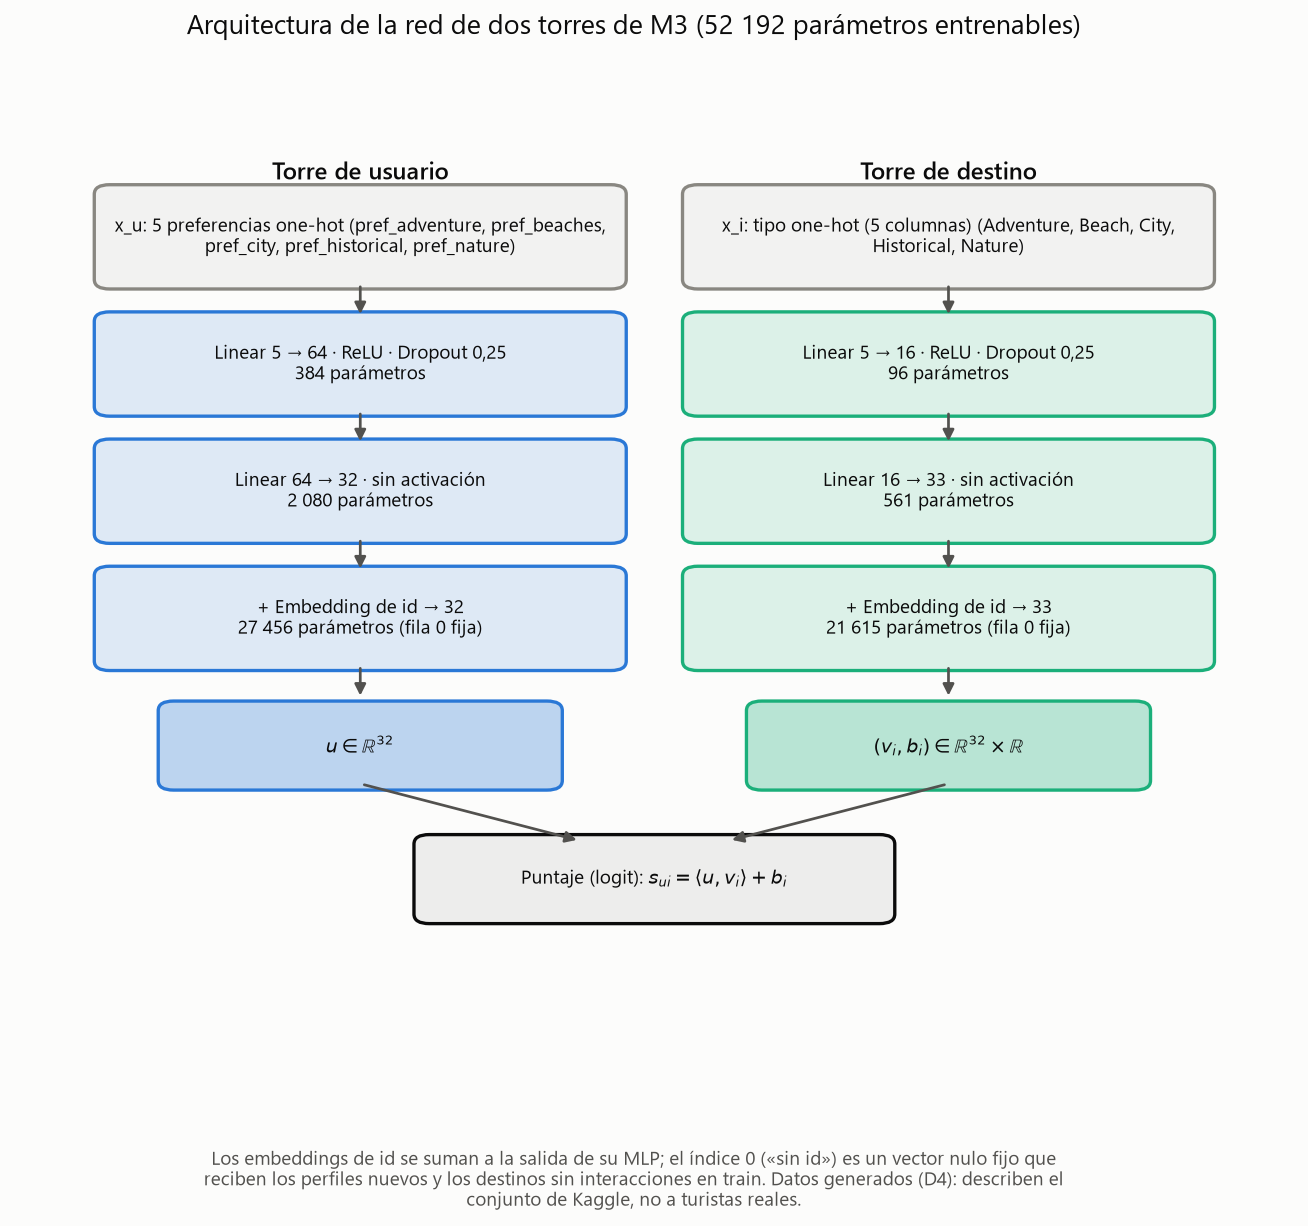 Arquitectura de la red de dos torres de M3 (52 192 parámetros entrenables)
Torre de usuario
x_u: 5 preferencias one-hot (pref_adventure, pref_beaches,
pref_city, pref_historical, pref_nature)
Linear 5 → 64 · ReLU · Dropout 0,25
384 parámetros
Linear 64 → 32 · sin activación
2 080 parámetros
+ Embedding de id → 32
27 456 parámetros (fila 0 fija)
u ∈ ℝ³²
Torre de destino
x_i: tipo one-hot (5 columnas) (Adventure, Beach, City,
Historical, Nature)
Linear 5 → 16 · ReLU · Dropout 0,25
96 parámetros
Linear 16 → 33 · sin activación
561 parámetros
+ Embedding de id → 33
21 615 parámetros (fila 0 fija)
(vᵢ, bᵢ) ∈ ℝ³² × ℝ
Puntaje (logit): sᵤᵢ = ⟨u, vᵢ⟩ + bᵢ
Los embeddings de id se suman a la salida de su MLP; el índice 0 («sin id») es un vector nulo fijo que
reciben los perfiles nuevos y los destinos sin interacciones en train. Datos generados (D4): describen el
conjunto de Kaggle, no a turistas reales.